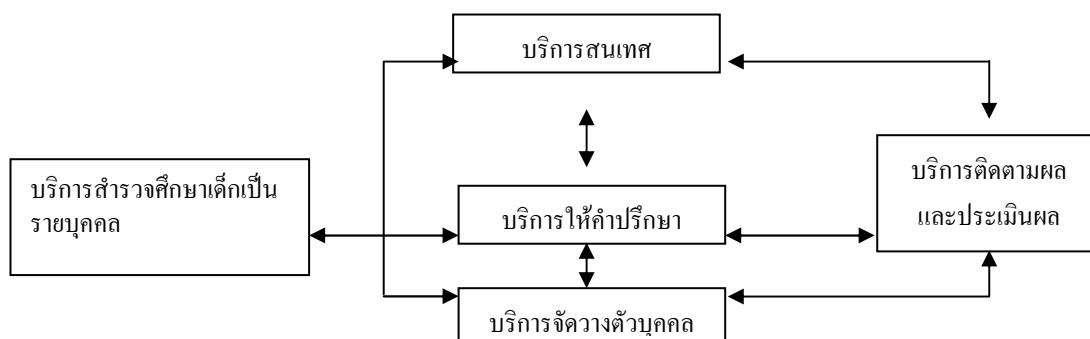 บริการสนเทศ
บริการสำรวจศึกษาเด็กเป็น
รายบุคคล
บริการให้คำปรึกษา
บริการติดตามผล
และประเมินผล
บริการจัดวางตัวบุคคล